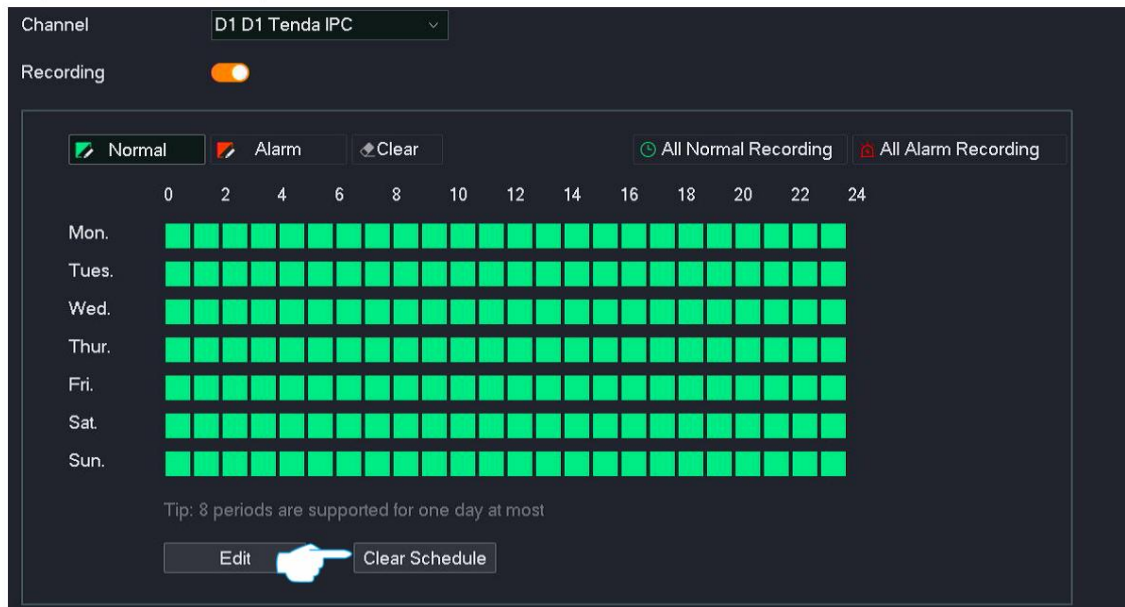 Channel D1 D1 Tenda IPC
Recording
Normal Alarm Clear All Normal Recording All Alarm Recording
0 2 4 6 8 10 12 14 16 18 20 22 24
Mon.
Tues.
Wed.
Thur.
Fri.
Sat.
Sun.
Tip: 8 periods are supported for one day at most
Edit Clear Schedule